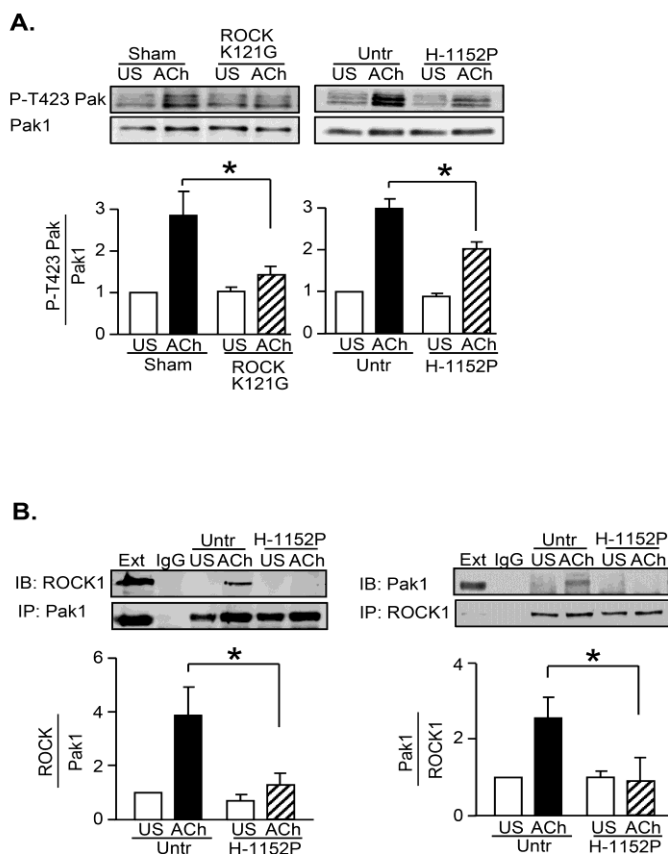 A.
Sham
ROCK
K121G
Untr
H-1152P
US ACh US ACh US ACh US ACh
P-T423 Pak
Pak1
*
*
P-T423 Pak
Pak1
3
2
1
0
3
2
1
0
US ACh US ACh US ACh US ACh
Sham
ROCK
K121G
Untr
H-1152P
B.
Untr H-1152P
Ext IgG US ACh US ACh
IB: ROCK1
IP: Pak1
Untr H-1152P
Ext IgG US ACh US ACh
IB: Pak1
IP: ROCK1
*
ROCK
Pak1
6
4
2
0
US ACh US ACh
Untr H-1152P
*
Pak1
ROCK1
4
2
0
US ACh US ACh
Untr H-1152P